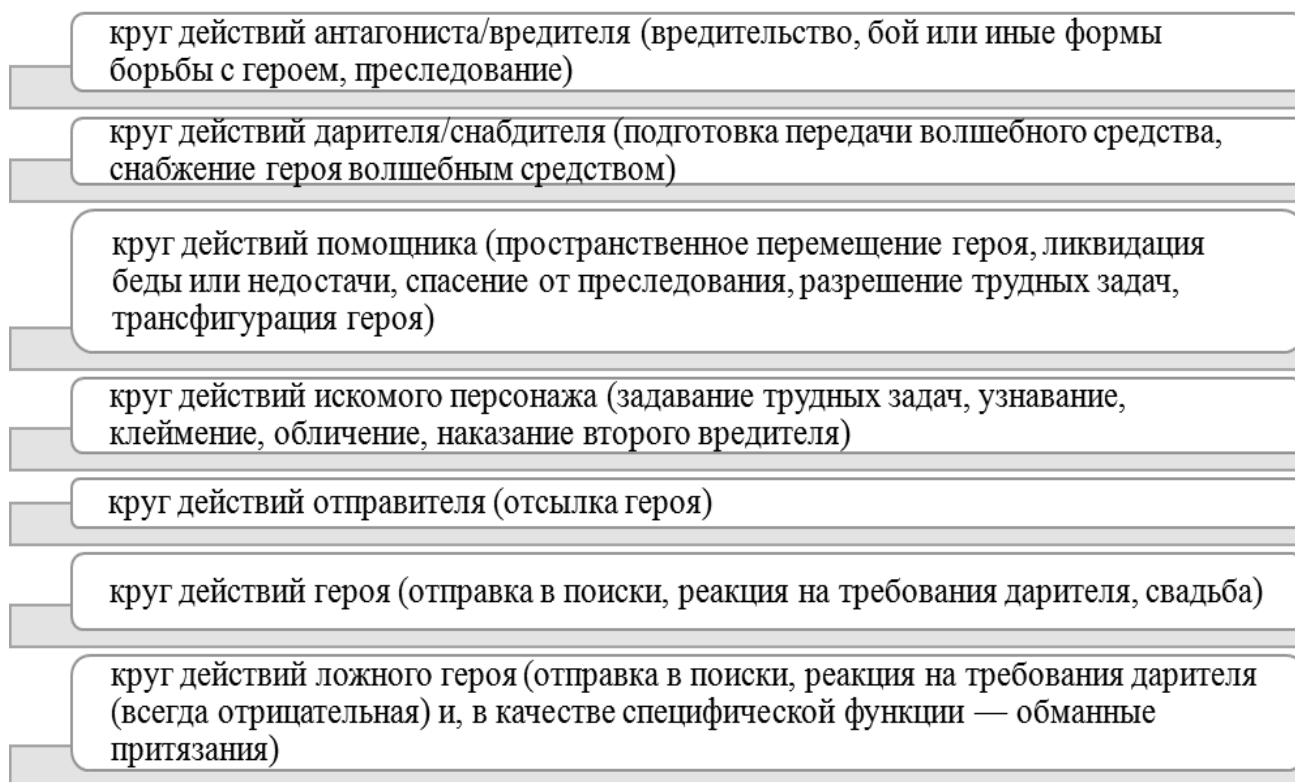 круг действий антагониста/вредителя (вредительство, бой или иные формы
борьбы с героем, преследование)
круг действий дарителя/снабдителя (подготовка передачи волшебного средства,
снабжение героя волшебным средством)
круг действий помощника (пространственное перемещение героя, ликвидация
беды или недостачи, спасение от преследования, разрешение трудных задач,
трансфигурация героя)
круг действий искомого персонажа (задавание трудных задач, узнавание,
клеймение, обличение, наказание второго вредителя)
круг действий отправителя (отсылка героя)
круг действий героя (отправка в поиски, реакция на требования дарителя, свадьба)
круг действий ложного героя (отправка в поиски, реакция на требования дарителя
(всегда отрицательная) и, в качестве специфической функции — обманные
притязания)